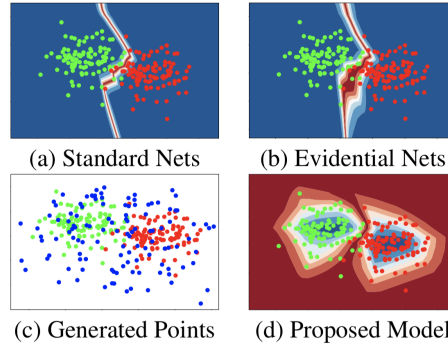 (a) Standard Nets
(b) Evidential Nets
(c) Generated Points
(d) Proposed Model